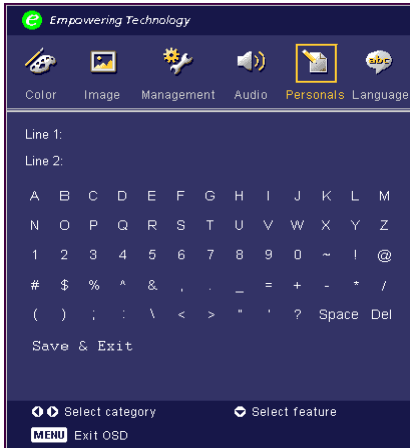 e Empowering Technology
Color Image Management Audio Personals Language
Line 1:
Line 2:
A B C D E F G H I J K L M
N O P Q R S T U V W X Y Z
1 2 3 4 5 6 7 8 9 0 ~ ! @
# $ % ^ & , . _ = + - * /
( ) ; : \ < > " ' ? Space Del
Save & Exit
Select category Select feature
MENU Exit OSD